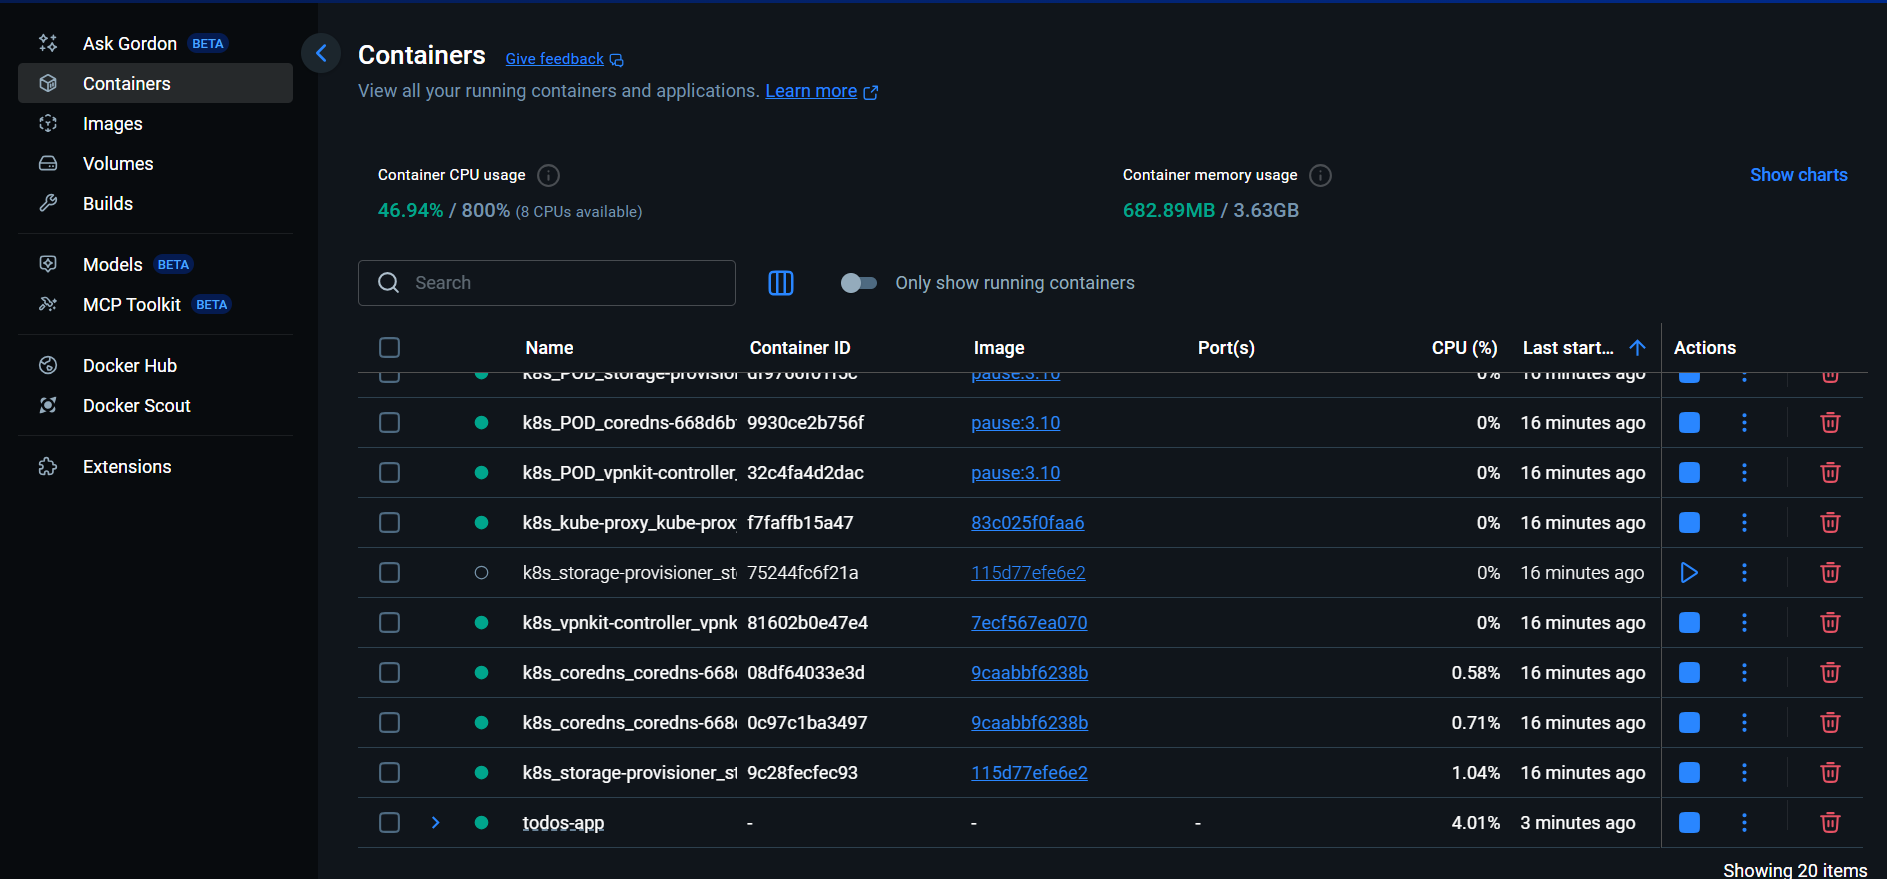 Ask Gordon BETA
Containers
Images
Volumes
Builds
Models BETA
MCP Toolkit BETA
Docker Hub
Docker Scout
Extensions
Containers Give feedback
View all your running containers and applications. Learn more
Container CPU usage
46.94% / 800% (8 CPUs available)
Container memory usage
682.89MB / 3.63GB
Show charts
Search
Only show running containers
Name Container ID Image Port(s) CPU (%) Last start... Actions
k8s_POD_storage-provisio pause:3.10 0% 16 minutes ago
k8s_POD_coredns-668d6b 9930ce2b756f pause:3.10 0% 16 minutes ago
k8s_POD_vpnkit-controller_ 32c4fa4d2dac pause:3.10 0% 16 minutes ago
k8s_kube-proxy_kube-prox f7faffb15a47 83c025f0faa6 0% 16 minutes ago
k8s_storage-provisioner_st 75244fc6f21a 115d77efe6e2 0% 16 minutes ago
k8s_vpnkit-controller_vpnk 81602b0e47e4 7ecf567ea070 0% 16 minutes ago
k8s_coredns_coredns-668 08df64033e3d 9caabbf6238b 0.58% 16 minutes ago
k8s_coredns_coredns-668 0c97c1ba3497 9caabbf6238b 0.71% 16 minutes ago
k8s_storage-provisioner_st 9c28fecfec93 115d77efe6e2 1.04% 16 minutes ago
todos-app - - - 4.01% 3 minutes ago
Showing 20 items